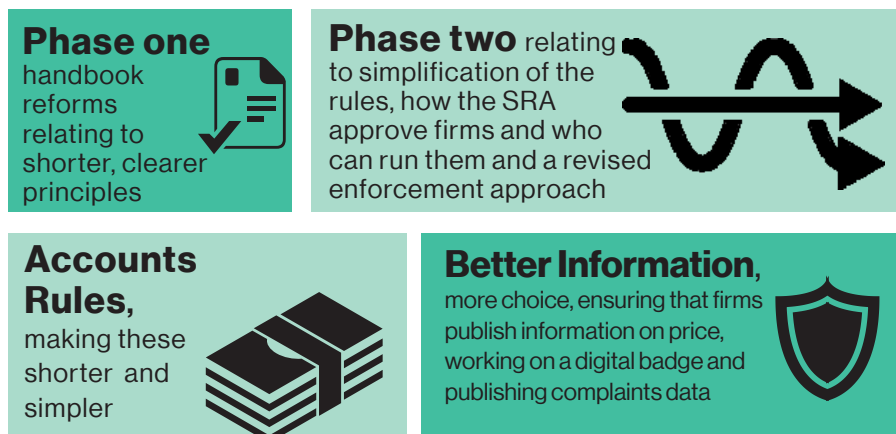 Phase one
handbook
reforms
relating to
shorter, clearer
principles
Phase two relating
to simplification of the
rules, how the SRA
approve firms and who
can run them and a revised
enforcement approach
Accounts
Rules,
making these
shorter and
simpler
Better Information,
more choice, ensuring that firms
publish information on price,
working on a digital badge and
publishing complaints data